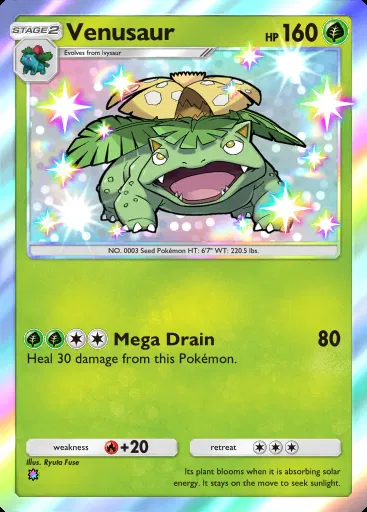 STAGE 2 Venusaur HP 160
Evolves from Ivysaur
NO. 0003 Seed Pokémon HT: 6'7" WT: 220.5 lbs.
Mega Drain 80
Heal 30 damage from this Pokémon.
weakness +20 retreat
Illus. Ryuta Fuse
Its plant blooms when it is absorbing solar
energy. It stays on the move to seek sunlight.